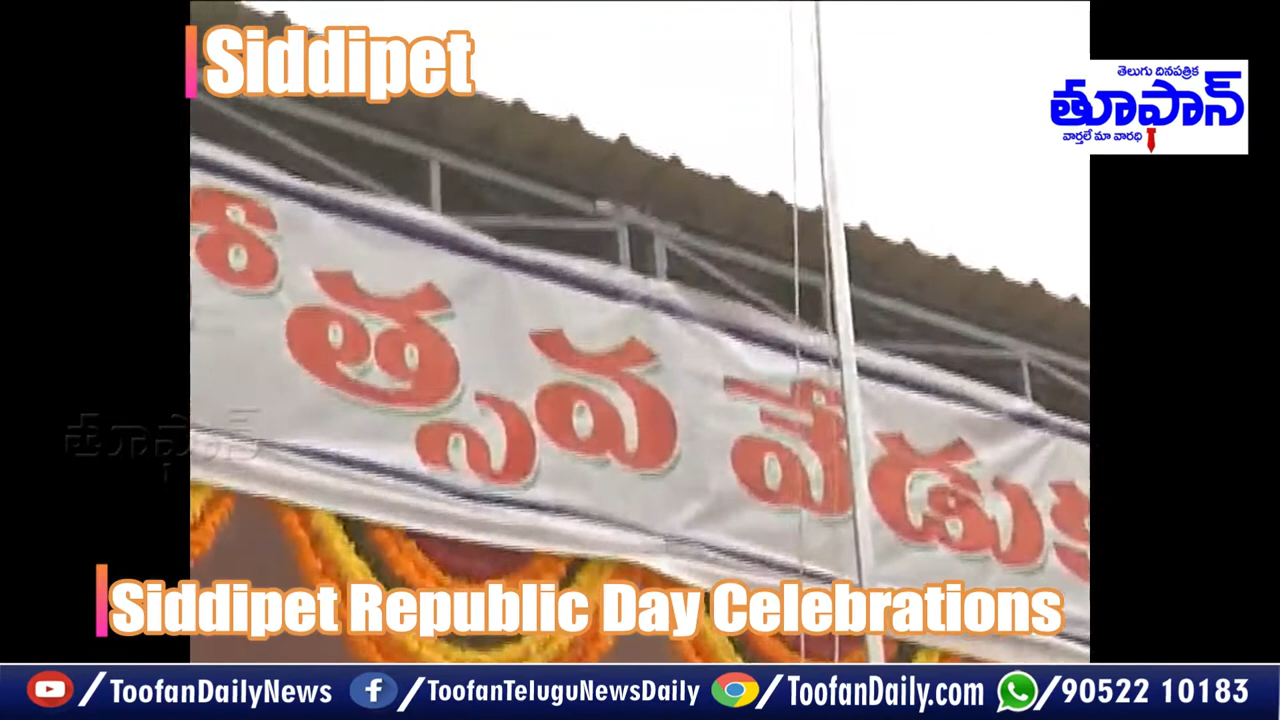 Siddipet
తెలుగు దినపత్రిక
తూఫాన్
వార్తలే మా వారధి
త్సవ వేడుక
తూఫాన్
Siddipet Republic Day Celebrations
/ToofanDailyNews /ToofanTeluguNewsDaily /ToofanDaily.com /90522 10183